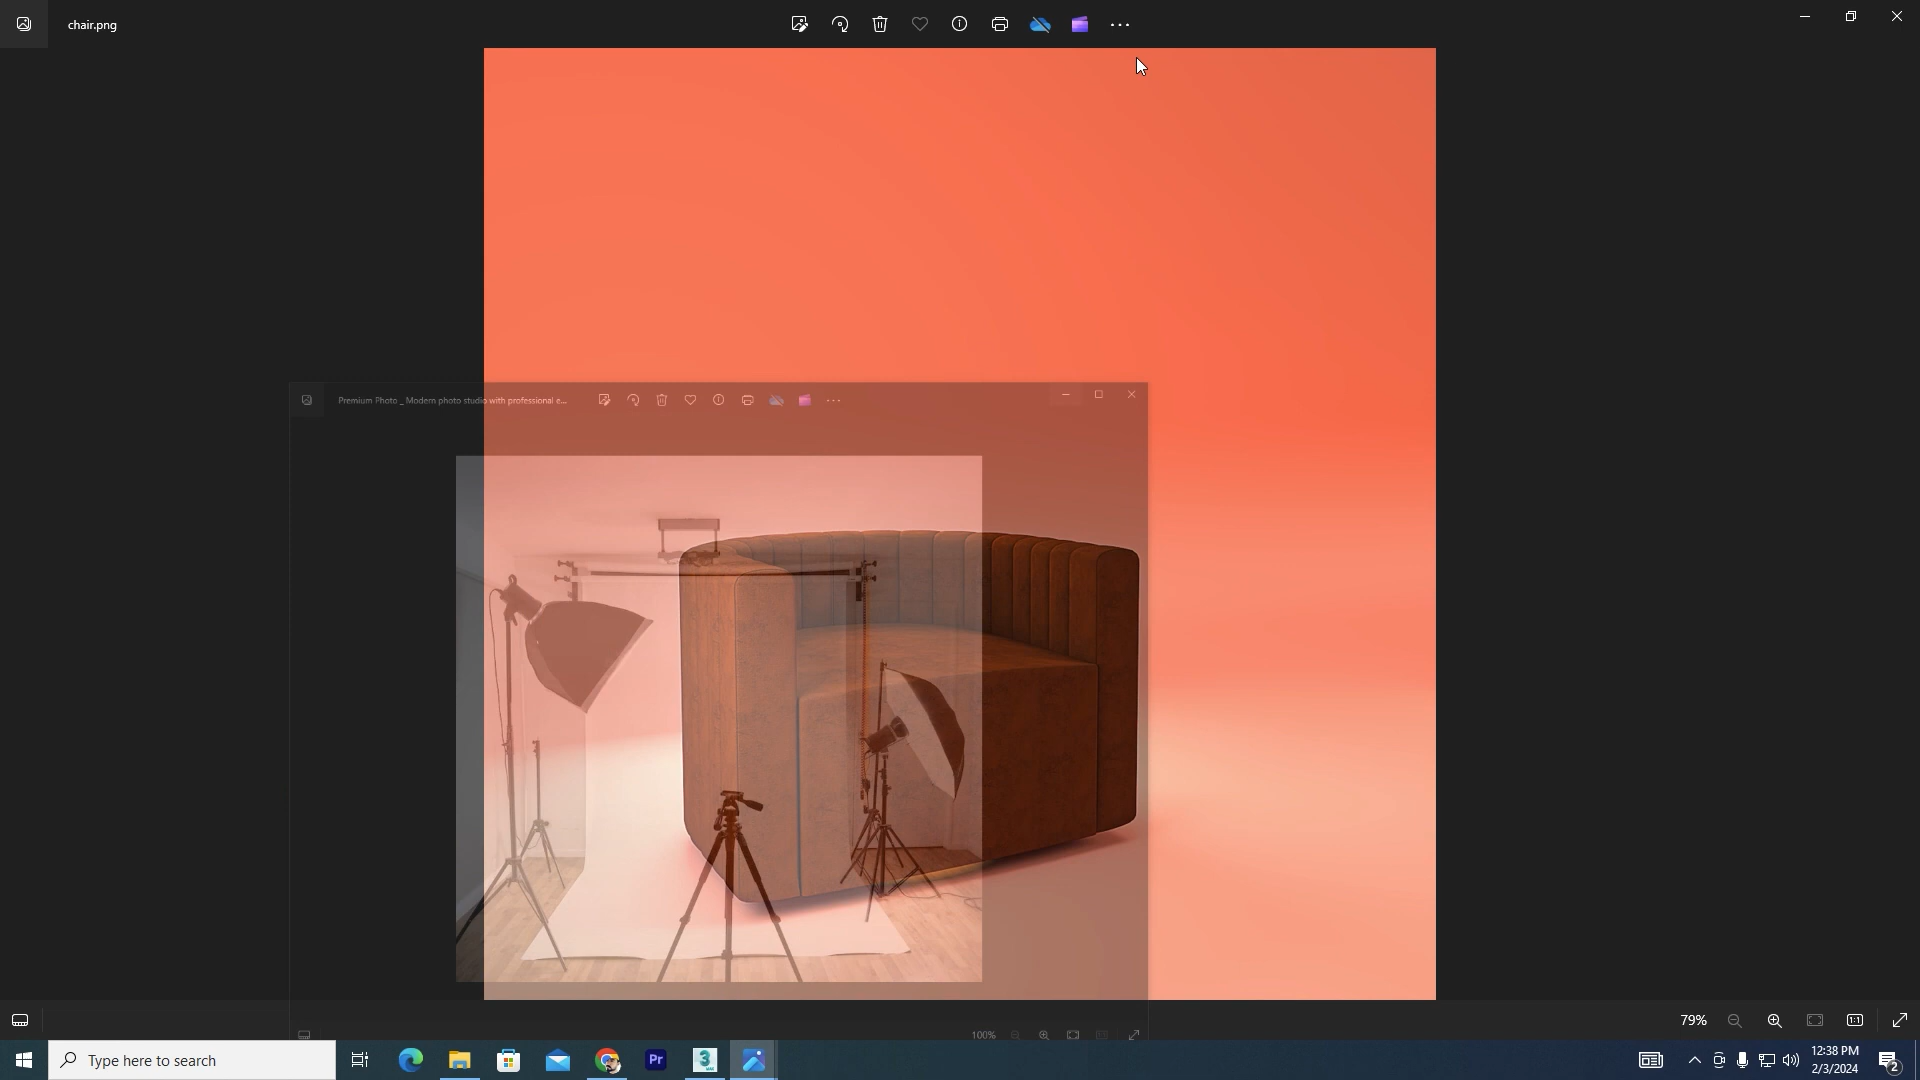 chair.png
Premium Photo _ Modern photo studio with professional e...
100%
79%
Type here to search
Pr
3
12:38 PM
2/3/2024
2